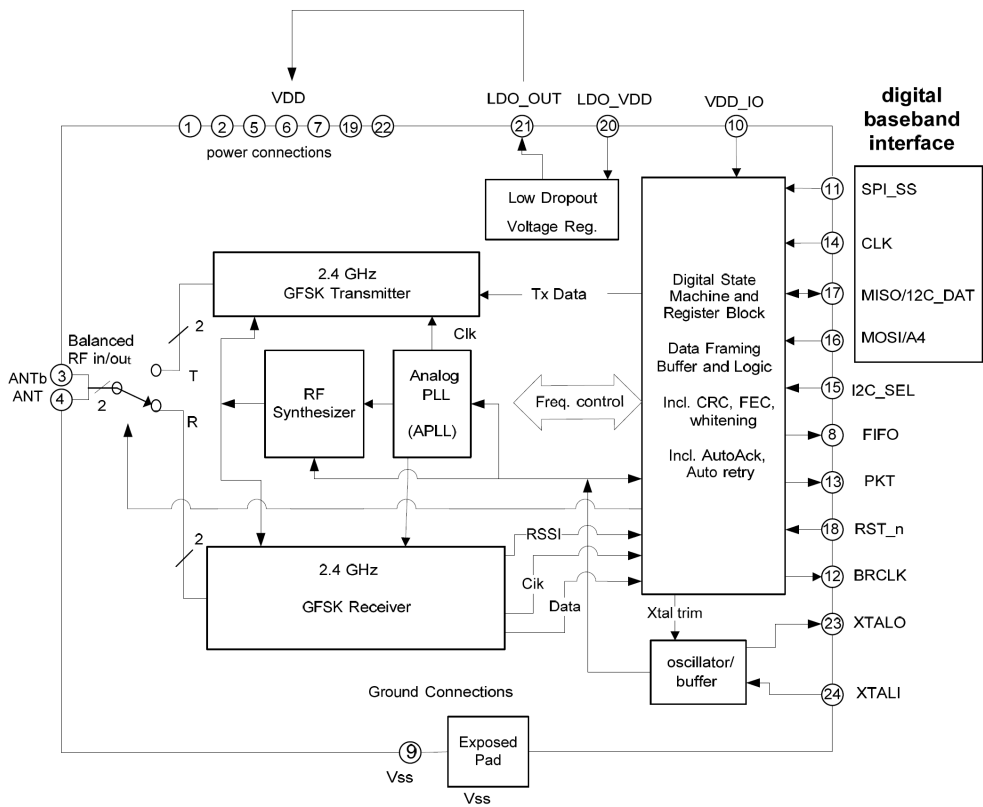 VDD
LDO_OUT
LDO_VDD
VDD_IO
digital
baseband
interface
1
2
5
6
7
19
22
21
20
10
power connections
Low Dropout
Voltage Reg.
11
SPI_SS
14
CLK
17
MISO/12C_DAT
16
MOSI/A4
15
I2C_SEL
8
FIFO
13
PKT
18
RST_n
12
BRCLK
23
XTALO
24
XTALI
2.4 GHz
GFSK Transmitter
Tx Data
Clk
Digital State
Machine and
Register Block
Data Framing
Buffer and Logic
Incl. CRC, FEC,
whitening
Incl. AutoAck,
Auto retry
2
Balanced
RF in/out
ANTb
3
ANT
4
2
T
R
RF
Synthesizer
Analog
PLL
(APLL)
Freq. control
2
2.4 GHz
GFSK Receiver
RSSI
Cik
Data
Xtal trim
oscillator/
buffer
Ground Connections
9
Vss
Exposed
Pad
Vss